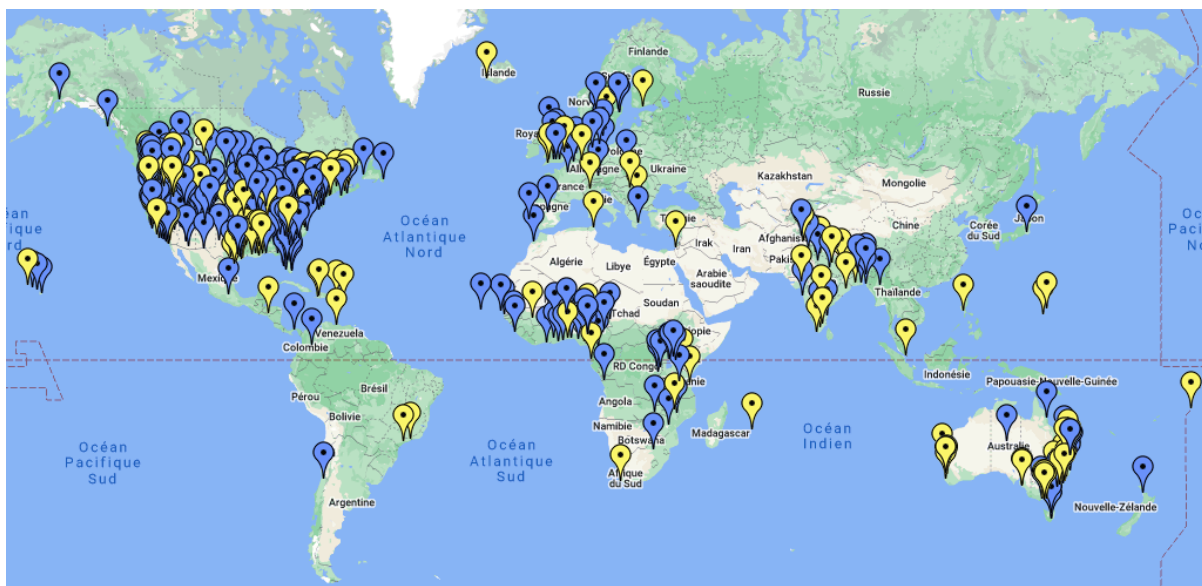 Islande
Finlande
Russie
Norv
Roya
Pologne
Ukraine
Allemagne
France
Kazakhstan
Mongolie
Espagne
Océan
Atlantique
Nord
Turquie
Irak
Iran
Afghanis
Chine
Corée
du Sud
Japon
Algérie
Libye
Égypte
Pakis
Arabie
saoudite
Mexique
Soudan
Tchad
Thaïlande
Venezuela
Colombie
RD Congo
Indonésie
Papouasie-Nouvelle-Guinée
Brésil
Pérou
Angola
Bolivie
Namibie
Botswana
Madagascar
Océan
Indien
Australie
Océan
Pacifique
Sud
Océan
Atlantique
Sud
Afrique
du Sud
Argentine
Nouvelle-Zélande